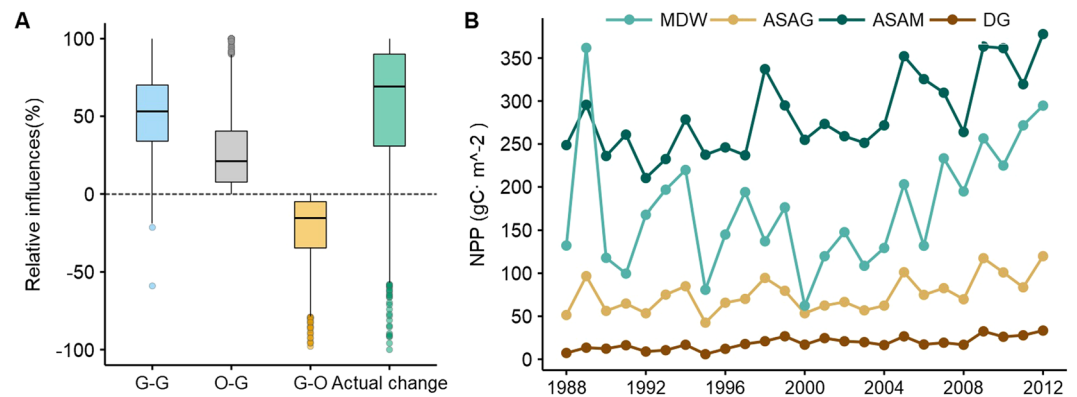 A
Relative influences(%)
100
50
0
-50
-100
G-G O-G G-O Actual change
B
MDW ASAG ASAM DG
NPP (gC· m^-2 )
350
300
250
200
150
100
50
0
1988 1992 1996 2000 2004 2008 2012